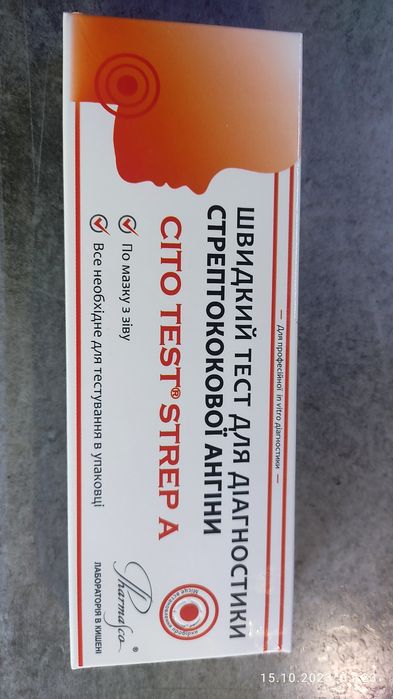 — Для професійної in vitro діагностики —
ШВИДКИЙ ТЕСТ ДЛЯ ДІАГНОСТИКИ
СТРЕПТОКОКОВОЇ АНГІНИ
CITO TEST® STREP A
По мазку з зіву
Все необхідне для тестування в упаковці
Pharmasco®
ЛАБОРАТОРІЯ В КИШЕНІ
15.10.2023